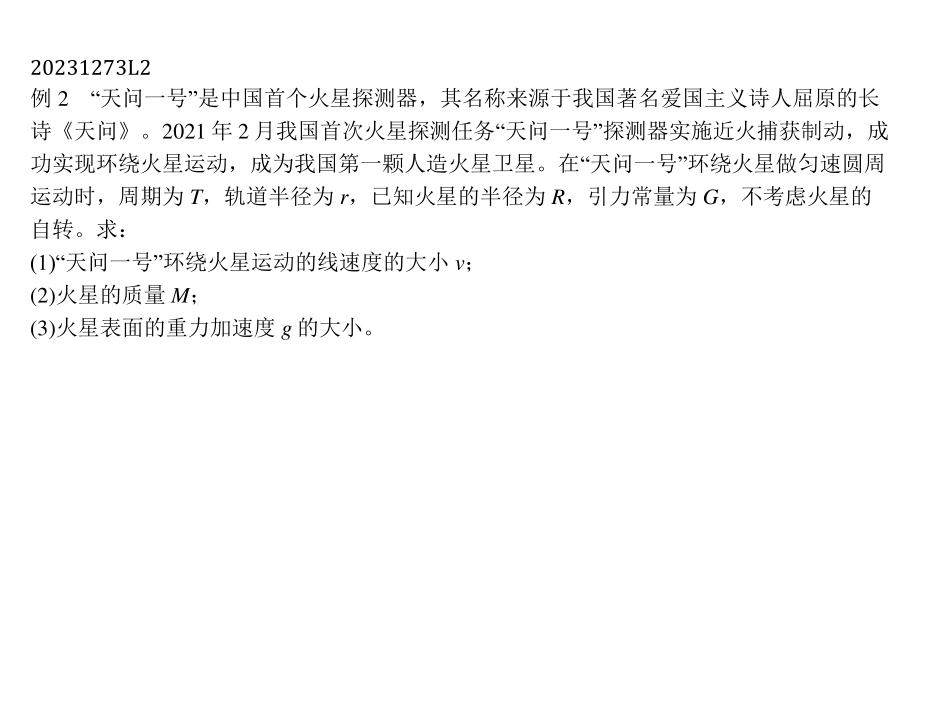 20231273L2
例 2　“天问一号”是中国首个火星探测器，其名称来源于我国著名爱国主义诗人屈原的长
诗《天问》。2021 年 2 月我国首次火星探测任务“天问一号”探测器实施近火捕获制动，成
功实现环绕火星运动，成为我国第一颗人造火星卫星。在“天问一号”环绕火星做匀速圆周
运动时，周期为 T，轨道半径为 r，已知火星的半径为 R，引力常量为 G，不考虑火星的
自转。求：
(1)“天问一号”环绕火星运动的线速度的大小 v；
(2)火星的质量 M；
(3)火星表面的重力加速度 g 的大小。